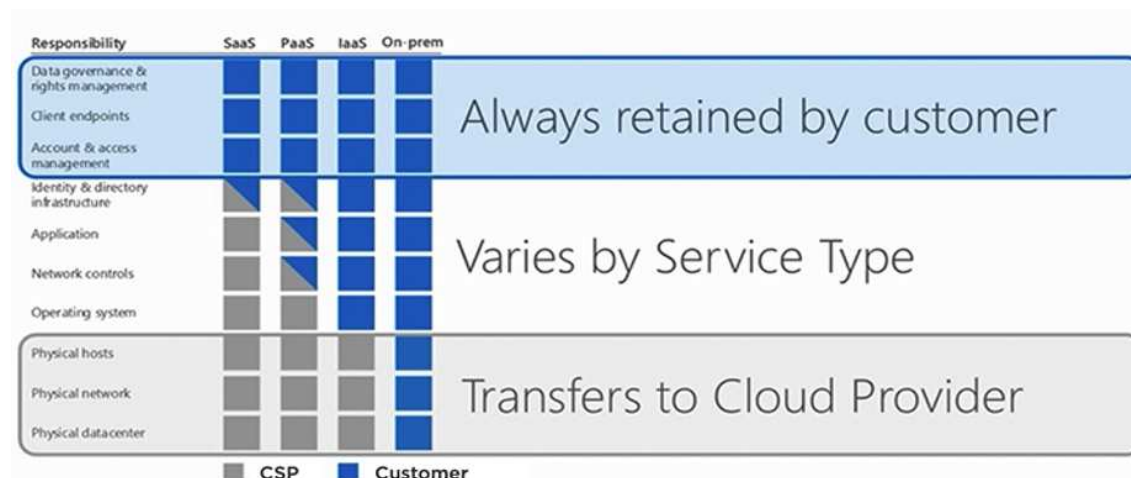 Responsibility SaaS PaaS IaaS On-prem
Data governance &
rights management
Client endpoints
Account & access
management
Always retained by customer
Identity & directory
infrastructure
Application
Network controls
Operating system
Varies by Service Type
Physical hosts
Physical network
Physical datacenter
Transfers to Cloud Provider
CSP Customer